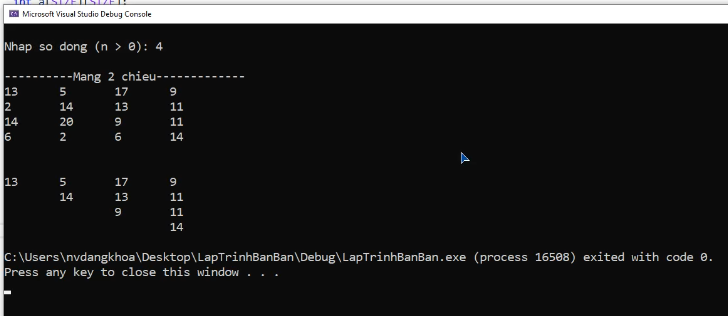 int a[SIZE][SIZE];
Microsoft Visual Studio Debug Console
Nhap so dong (n > 0): 4
----------Mang 2 chieu-------------
13 5 17 9
2 14 13 11
14 20 9 11
6 2 6 14
13 5 17 9
14 13 11
9 11
14
C:\Users\nvdangkhoa\Desktop\LapTrinhBanBan\Debug\LapTrinhBanBan.exe (process 16508) exited with code 0.
Press any key to close this window . . .